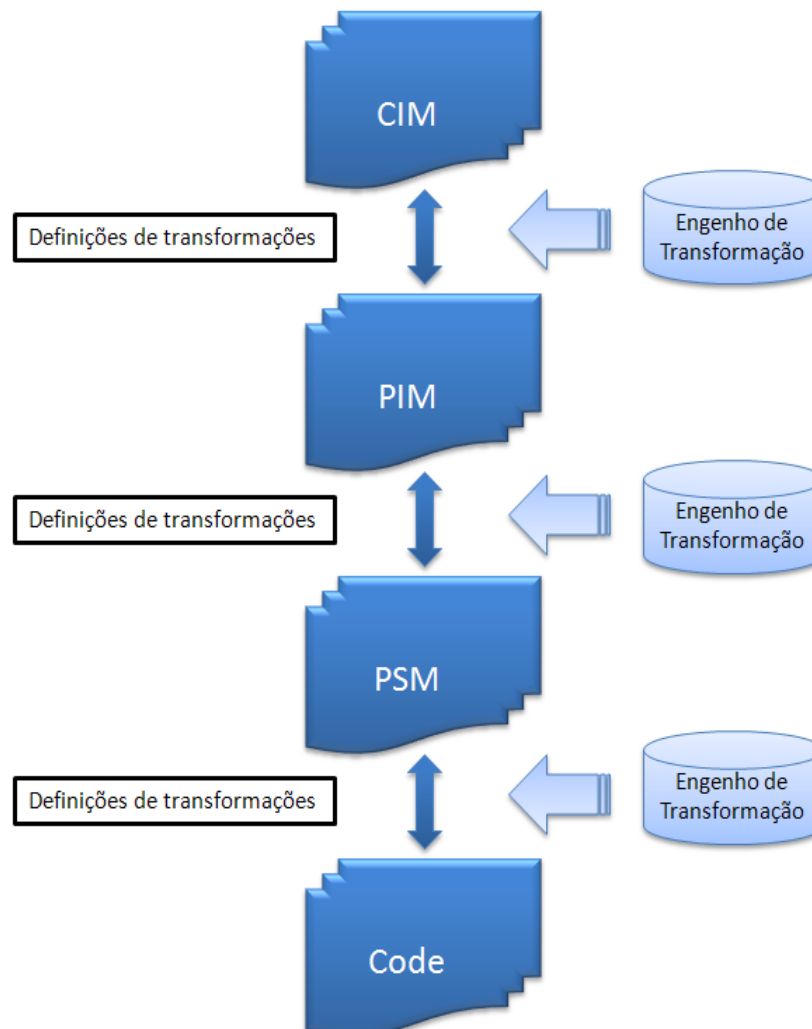 CIM
Definições de transformações
Engenho de
Transformação
PIM
Definições de transformações
Engenho de
Transformação
PSM
Definições de transformações
Engenho de
Transformação
Code